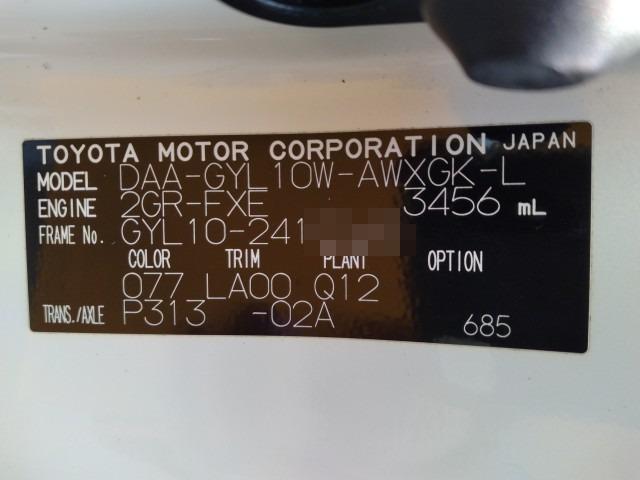 TOYOTA MOTOR CORPORATION JAPAN
MODEL DAA-GYL10W-AWXGK-L
ENGINE 2GR-FXE 3456 mL
FRAME No. GYL10-241
COLOR TRIM PLANT OPTION
077 LA00 Q12
TRANS./AXLE P313 -02A 685